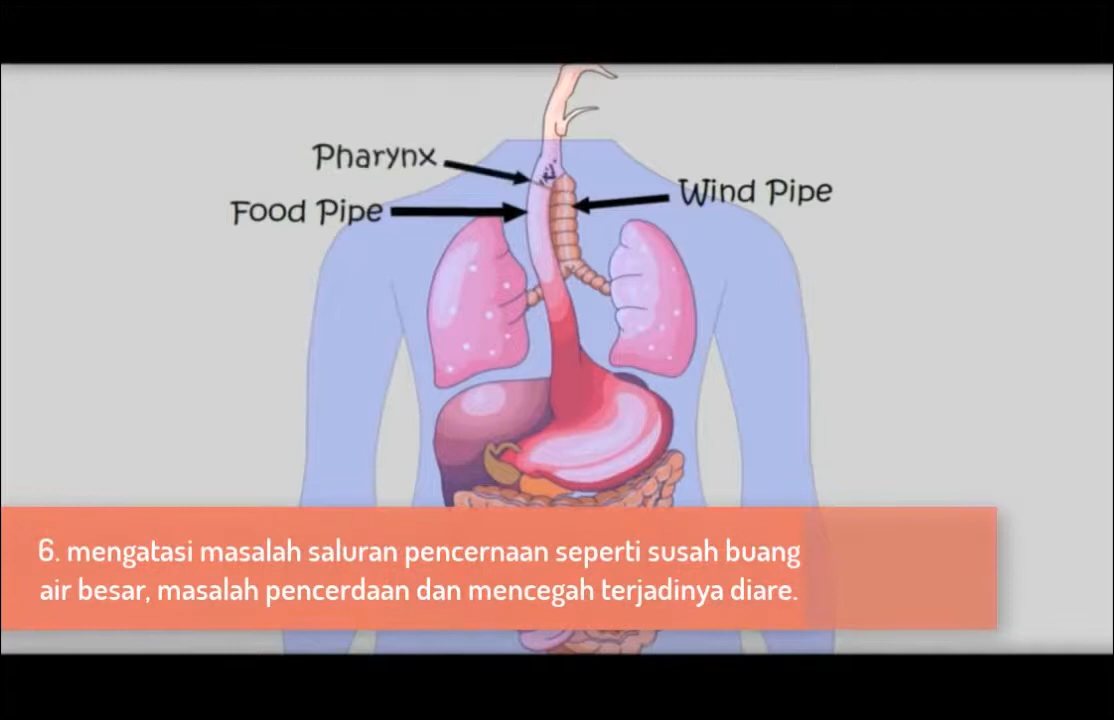 Pharynx
Food Pipe
Wind Pipe
6. mengatasi masalah saluran pencernaan seperti susah buang
air besar, masalah pencerdaan dan mencegah terjadinya diare.